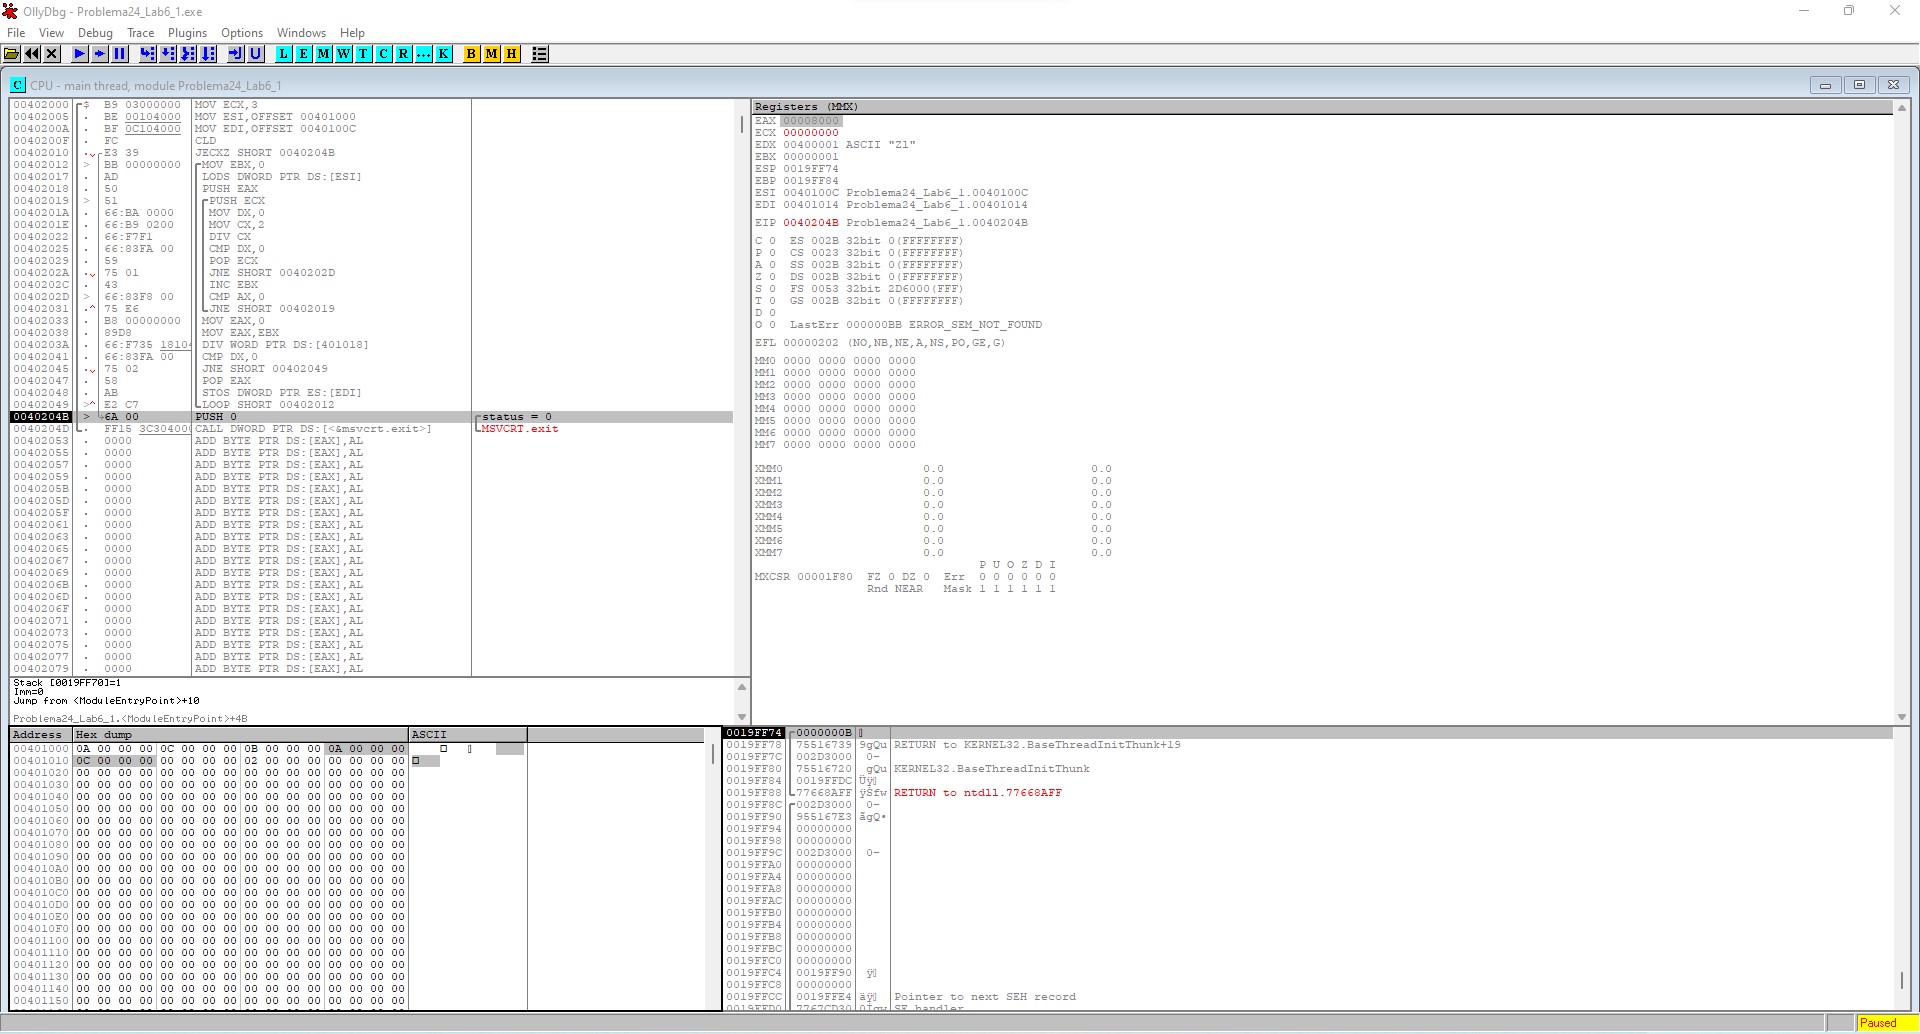 OllyDbg - Problema24_Lab6_1.exe
File View Debug Trace Plugins Options Windows Help
L E M W T C R ... K B M H
C CPU - main thread, module Problema24_Lab6_1
00402000 $ B9 03000000 MOV ECX,3
00402005 . BE 00104000 MOV ESI,OFFSET 00401000
0040200A . BF 0C104000 MOV EDI,OFFSET 0040100C
0040200F . FC CLD
00402010 . E3 39 JECXZ SHORT 0040204B
00402012 > BB 00000000 MOV EBX,0
00402017 . AD LODS DWORD PTR DS:[ESI]
00402018 . 50 PUSH EAX
00402019 > 51 PUSH ECX
0040201A . 66:BA 0000 MOV DX,0
0040201E . 66:B9 0200 MOV CX,2
00402022 . 66:F7F1 DIV CX
00402025 . 66:83FA 00 CMP DX,0
00402029 . 59 POP ECX
0040202A . 75 01 JNE SHORT 0040202D
0040202C . 43 INC EBX
0040202D > 66:83F8 00 CMP AX,0
00402031 .^ 75 E6 JNE SHORT 00402019
00402033 . B8 00000000 MOV EAX,0
00402038 . 89D8 MOV EAX,EBX
0040203A . 66:F735 18104 DIV WORD PTR DS:[401018]
00402041 . 66:83FA 00 CMP DX,0
00402045 . 75 02 JNE SHORT 00402049
00402047 . 58 POP EAX
00402048 . AB STOS DWORD PTR ES:[EDI]
00402049 >^ E2 C7 LOOP SHORT 00402012
0040204B > 6A 00 PUSH 0 status = 0
0040204D . FF15 3C304000 CALL DWORD PTR DS:[<&msvcrt.exit>] MSVCRT.exit
00402053 . 0000 ADD BYTE PTR DS:[EAX],AL
00402055 . 0000 ADD BYTE PTR DS:[EAX],AL
00402057 . 0000 ADD BYTE PTR DS:[EAX],AL
00402059 . 0000 ADD BYTE PTR DS:[EAX],AL
0040205B . 0000 ADD BYTE PTR DS:[EAX],AL
0040205D . 0000 ADD BYTE PTR DS:[EAX],AL
0040205F . 0000 ADD BYTE PTR DS:[EAX],AL
00402061 . 0000 ADD BYTE PTR DS:[EAX],AL
00402063 . 0000 ADD BYTE PTR DS:[EAX],AL
00402065 . 0000 ADD BYTE PTR DS:[EAX],AL
00402067 . 0000 ADD BYTE PTR DS:[EAX],AL
00402069 . 0000 ADD BYTE PTR DS:[EAX],AL
0040206B . 0000 ADD BYTE PTR DS:[EAX],AL
0040206D . 0000 ADD BYTE PTR DS:[EAX],AL
0040206F . 0000 ADD BYTE PTR DS:[EAX],AL
00402071 . 0000 ADD BYTE PTR DS:[EAX],AL
00402073 . 0000 ADD BYTE PTR DS:[EAX],AL
00402075 . 0000 ADD BYTE PTR DS:[EAX],AL
00402077 . 0000 ADD BYTE PTR DS:[EAX],AL
00402079 . 0000 ADD BYTE PTR DS:[EAX],AL
Stack [0019FF70]=1
Imm=0
Jump from <ModuleEntryPoint>+10
Problema24_Lab6_1.<ModuleEntryPoint>+4B
Registers (MMX)
EAX 00008000
ECX 00000000
EDX 00400001 ASCII "Z1"
EBX 00000001
ESP 0019FF74
EBP 0019FF84
ESI 0040100C Problema24_Lab6_1.0040100C
EDI 00401014 Problema24_Lab6_1.00401014
EIP 0040204B Problema24_Lab6_1.0040204B
C 0 ES 002B 32bit 0(FFFFFFFF)
P 0 CS 0023 32bit 0(FFFFFFFF)
A 0 SS 002B 32bit 0(FFFFFFFF)
Z 0 DS 002B 32bit 0(FFFFFFFF)
S 0 FS 0053 32bit 2D6000(FFF)
T 0 GS 002B 32bit 0(FFFFFFFF)
D 0
O 0 LastErr 000000BB ERROR_SEM_NOT_FOUND
EFL 00000202 (NO,NB,NE,A,NS,PO,GE,G)
MM0 0000 0000 0000 0000
MM1 0000 0000 0000 0000
MM2 0000 0000 0000 0000
MM3 0000 0000 0000 0000
MM4 0000 0000 0000 0000
MM5 0000 0000 0000 0000
MM6 0000 0000 0000 0000
MM7 0000 0000 0000 0000
XMM0 0.0 0.0
XMM1 0.0 0.0
XMM2 0.0 0.0
XMM3 0.0 0.0
XMM4 0.0 0.0
XMM5 0.0 0.0
XMM6 0.0 0.0
XMM7 0.0 0.0
P U O Z D I
MXCSR 00001F80 FZ 0 DZ 0 Err 0 0 0 0 0 0
Rnd NEAR Mask 1 1 1 1 1 1
Address Hex dump ASCII
00401000 0A 00 00 00 0C 00 00 00 0B 00 00 00 0A 00 00 00
00401010 0C 00 00 00 00 00 00 00 02 00 00 00 00 00 00 00
00401020 00 00 00 00 00 00 00 00 00 00 00 00 00 00 00 00
00401030 00 00 00 00 00 00 00 00 00 00 00 00 00 00 00 00
00401040 00 00 00 00 00 00 00 00 00 00 00 00 00 00 00 00
00401050 00 00 00 00 00 00 00 00 00 00 00 00 00 00 00 00
00401060 00 00 00 00 00 00 00 00 00 00 00 00 00 00 00 00
00401070 00 00 00 00 00 00 00 00 00 00 00 00 00 00 00 00
00401080 00 00 00 00 00 00 00 00 00 00 00 00 00 00 00 00
00401090 00 00 00 00 00 00 00 00 00 00 00 00 00 00 00 00
004010A0 00 00 00 00 00 00 00 00 00 00 00 00 00 00 00 00
004010B0 00 00 00 00 00 00 00 00 00 00 00 00 00 00 00 00
004010C0 00 00 00 00 00 00 00 00 00 00 00 00 00 00 00 00
004010D0 00 00 00 00 00 00 00 00 00 00 00 00 00 00 00 00
004010E0 00 00 00 00 00 00 00 00 00 00 00 00 00 00 00 00
004010F0 00 00 00 00 00 00 00 00 00 00 00 00 00 00 00 00
00401100 00 00 00 00 00 00 00 00 00 00 00 00 00 00 00 00
00401110 00 00 00 00 00 00 00 00 00 00 00 00 00 00 00 00
00401120 00 00 00 00 00 00 00 00 00 00 00 00 00 00 00 00
00401130 00 00 00 00 00 00 00 00 00 00 00 00 00 00 00 00
00401140 00 00 00 00 00 00 00 00 00 00 00 00 00 00 00 00
00401150 00 00 00 00 00 00 00 00 00 00 00 00 00 00 00 00
0019FF74 0000000B
0019FF78 75516739 9gQu RETURN to KERNEL32.BaseThreadInitThunk+19
0019FF7C 002D3000 0-
0019FF80 75516720 gQu KERNEL32.BaseThreadInitThunk
0019FF84 0019FFDC Üÿ
0019FF88 77668AFF ÿŠfw RETURN to ntdll.77668AFF
0019FF8C 002D3000 0-
0019FF90 955167E3 ãgQ•
0019FF94 00000000
0019FF98 00000000
0019FF9C 002D3000 0-
0019FFA0 00000000
0019FFA4 00000000
0019FFA8 00000000
0019FFAC 00000000
0019FFB0 00000000
0019FFB4 00000000
0019FFB8 00000000
0019FFBC 00000000
0019FFC0 00000000
0019FFC4 0019FF90 ÿ
0019FFC8 00000000
0019FFCC 0019FFE4 äÿ Pointer to next SEH record
0019FFD0 7767CD30 SE handler
Paused